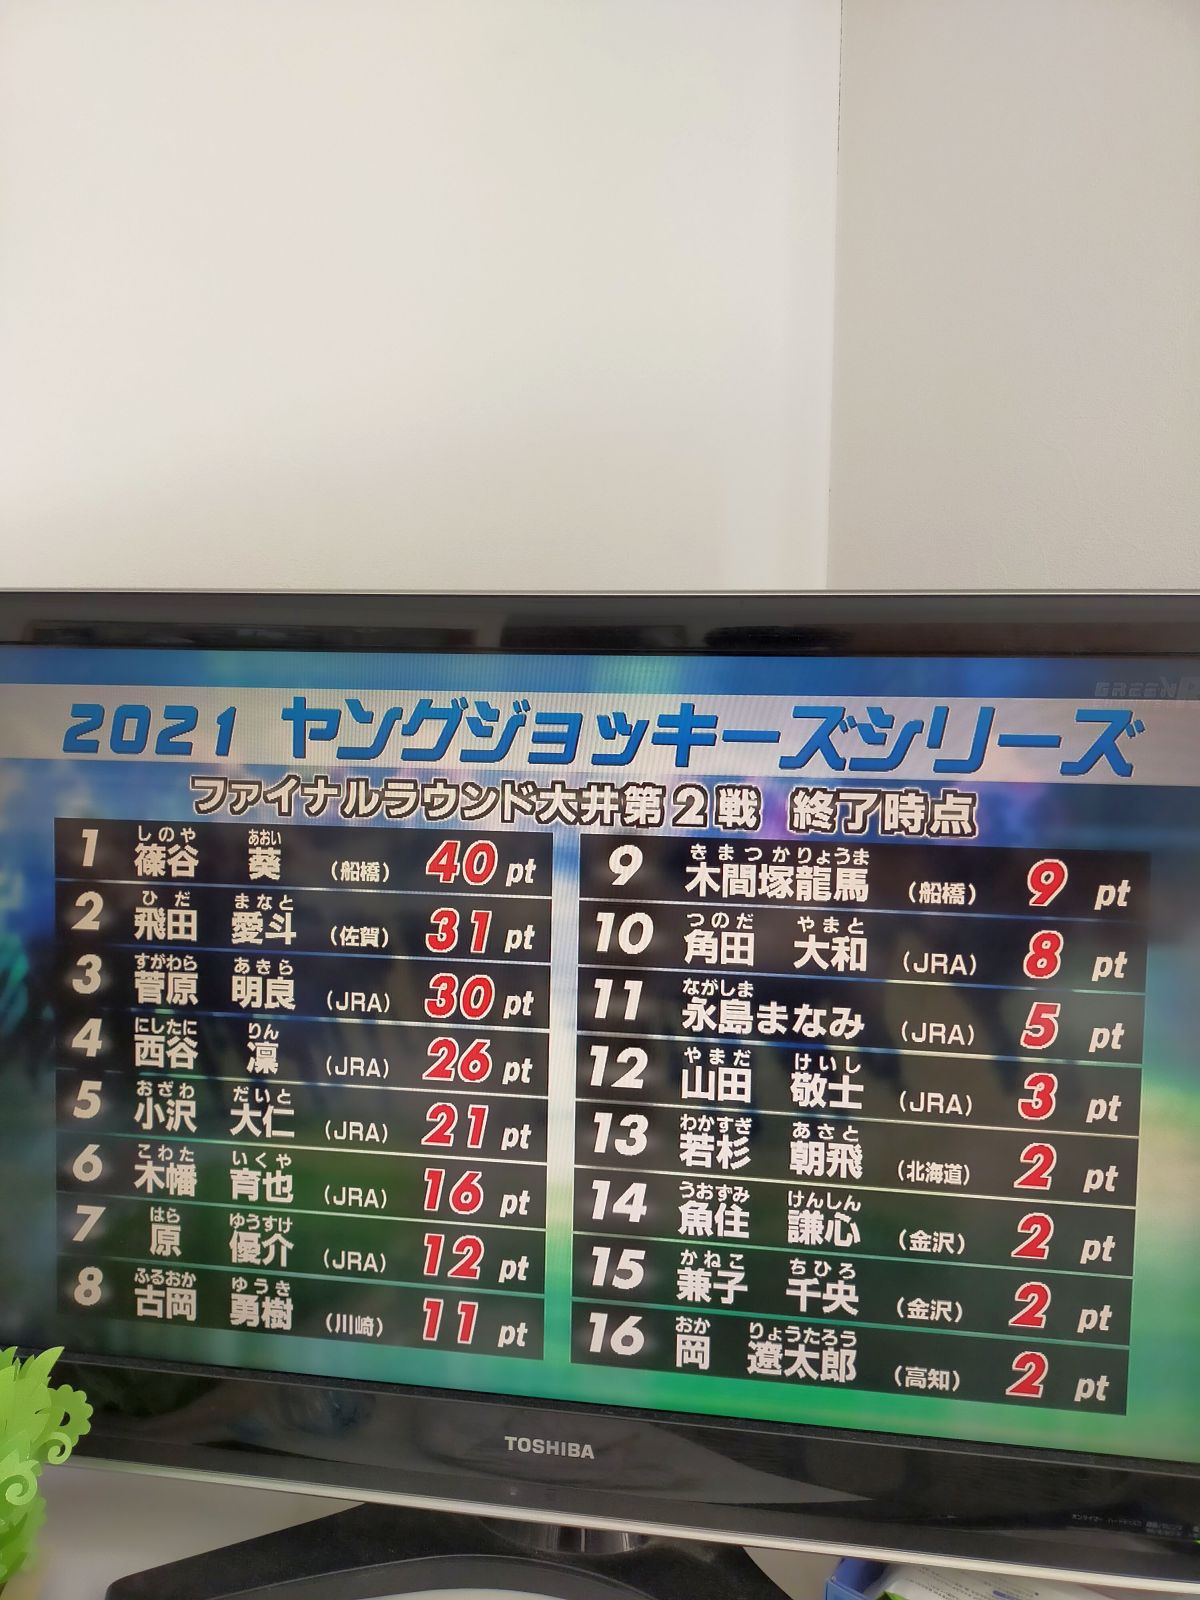 GREEN
2021 ヤングジョッキーズシリーズ
ファイナルラウンド大井第2戦 終了時点
しのや あおい
1 篠谷 葵 (船橋) 40 pt
ひだ まなと
2 飛田 愛斗 (佐賀) 31 pt
すがわら あきら
3 菅原 明良 (JRA) 30 pt
にしたに りん
4 西谷 凜 (JRA) 26 pt
おざわ だいと
5 小沢 大仁 (JRA) 21 pt
こわた いくや
6 木幡 育也 (JRA) 16 pt
はら ゆうすけ
7 原 優介 (JRA) 12 pt
ふるおか ゆうき
8 古岡 勇樹 (川崎) 11 pt
きまつかりょうま
9 木間塚龍馬 (船橋) 9 pt
つのだ やまと
10 角田 大和 (JRA) 8 pt
ながしま
11 永島まなみ (JRA) 5 pt
やまだ けいし
12 山田 敬士 (JRA) 3 pt
わかすぎ あさと
13 若杉 朝飛 (北海道) 2 pt
うおずみ けんしん
14 魚住 謙心 (金沢) 2 pt
かねこ ちひろ
15 兼子 千央 (金沢) 2 pt
おか りょうたろう
16 岡 遼太郎 (高知) 2 pt
TOSHIBA